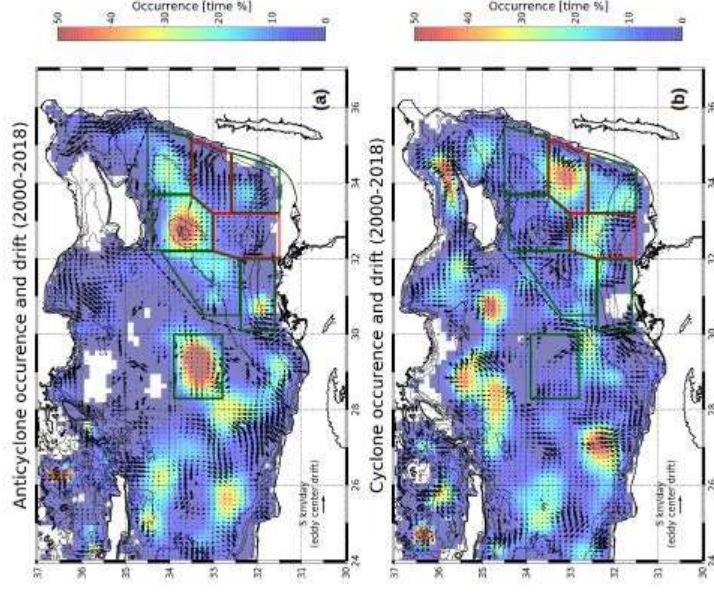 Anticyclone occurence and drift (2000-2018)
37
36
35
34
33
32
31
30
24 26 28 30 32 34 36
5 km/day
(eddy center drift)
(a)
50
40
30
20
10
0
Occurrence [time %]
Cyclone occurence and drift (2000-2018)
37
36
35
34
33
32
31
30
24 26 28 30 32 34 36
5 km/day
(eddy center drift)
(b)
50
40
30
20
10
0
Occurrence [time %]